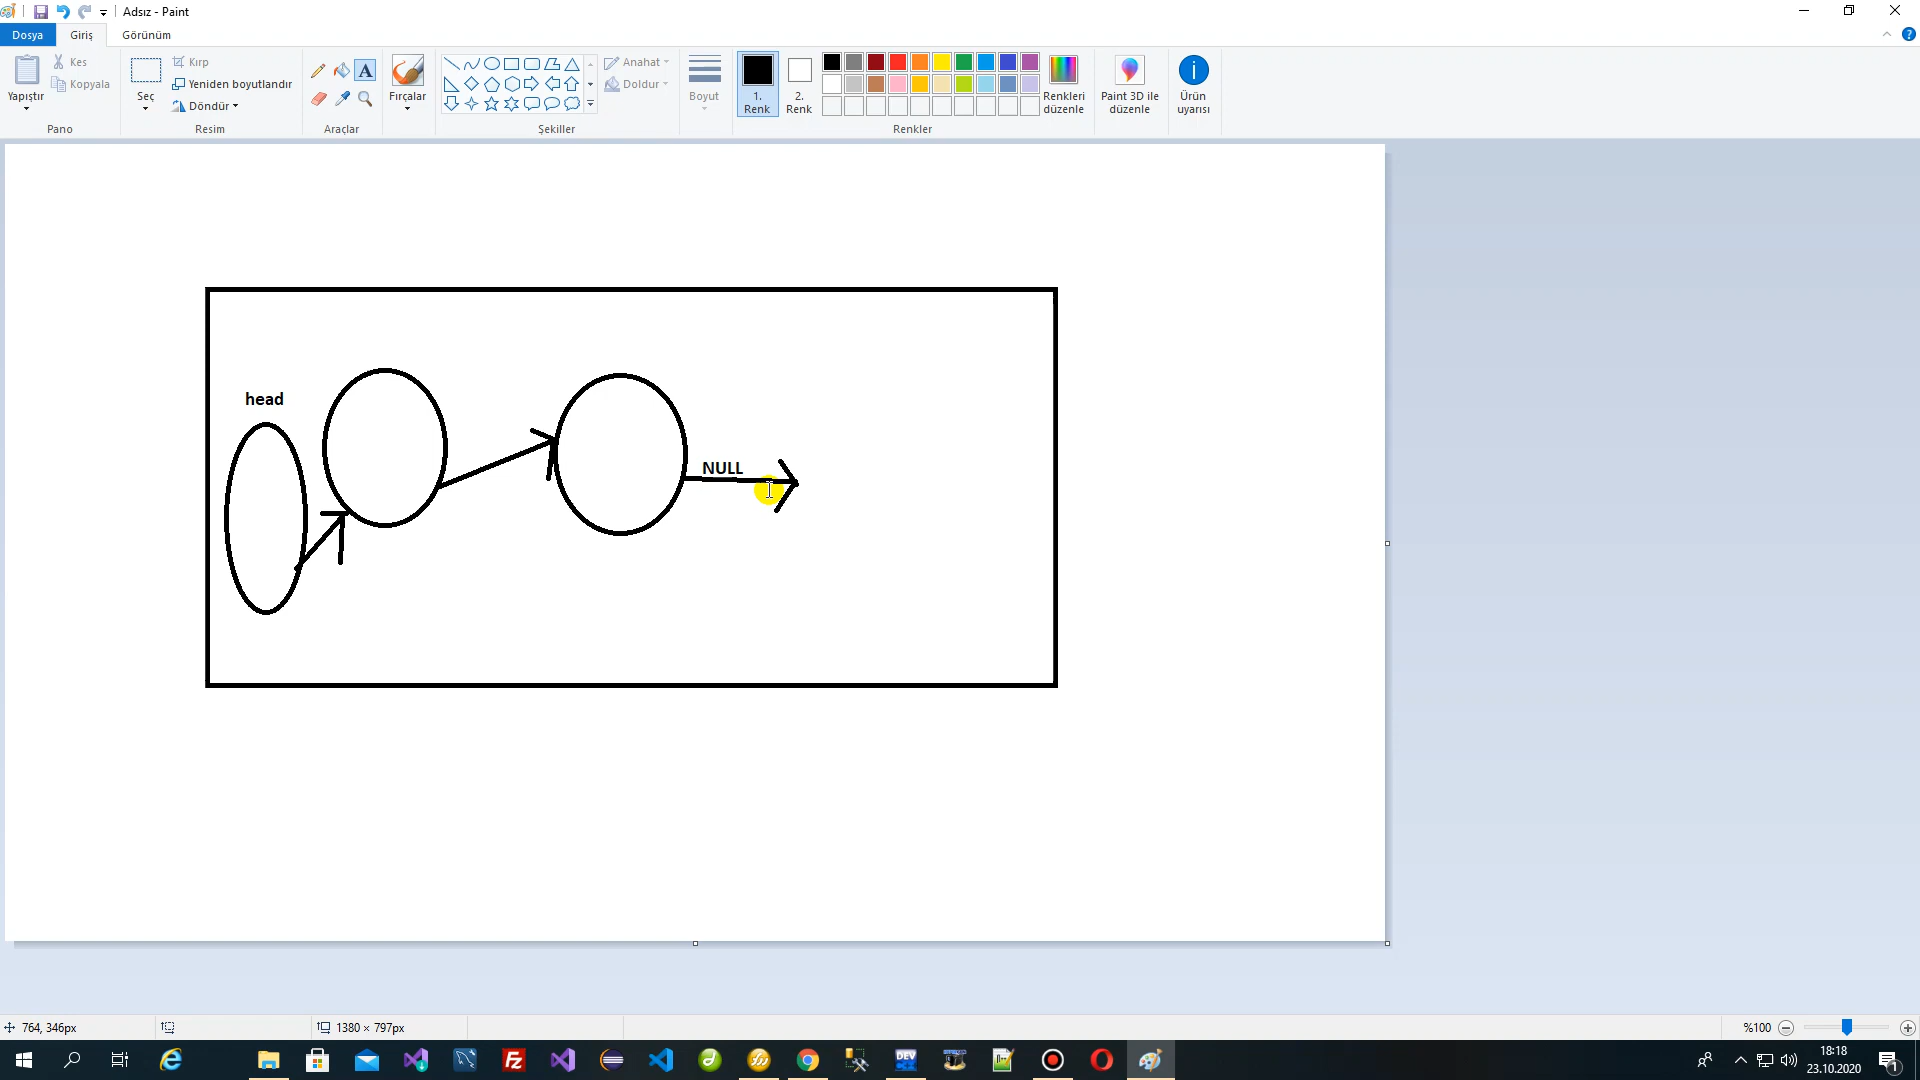 Adsız - Paint
Dosya Giriş Görünüm
Yapıştır
Kes
Kopyala
Pano
Seç
Kırp
Yeniden boyutlandır
Döndür
Resim
A
Araçlar
Fırçalar
Anahat
Doldur
Şekiller
Boyut
1.
Renk
2.
Renk
Renkleri
düzenle
Renkler
Paint 3D ile
düzenle
Ürün
uyarısı
head
NULL
764, 346px
1380 × 797px
%100
DEV
18:18
23.10.2020
1